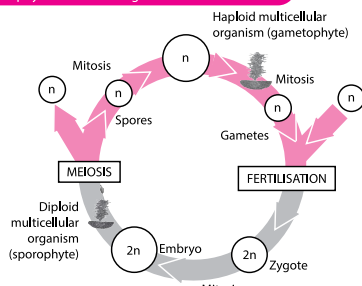 Haploid multicellular
organism (gametophyte)
Mitosis
n
Mitosis
n
n
n
n
Spores
Gametes
MEIOSIS
FERTILISATION
Diploid
multicellular
organism
(sporophyte)
2n
Embryo
2n
Zygote